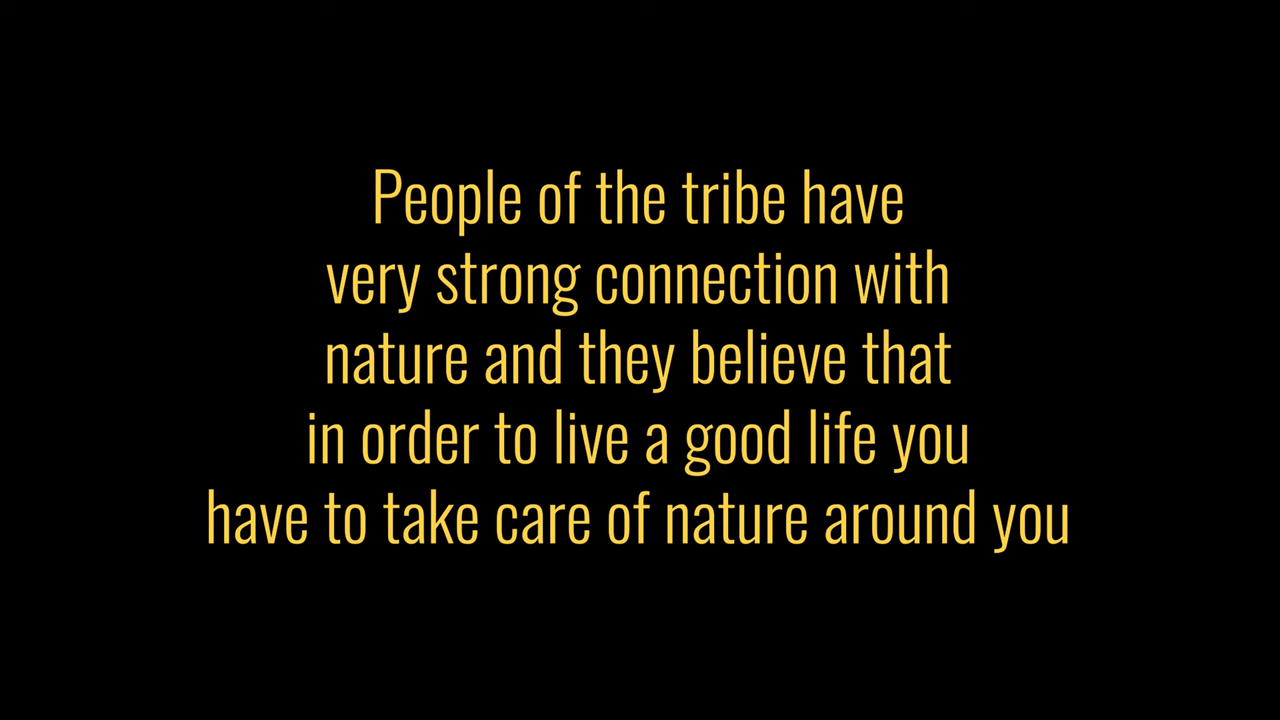 People of the tribe have
very strong connection with
nature and they believe that
in order to live a good life you
have to take care of nature around you